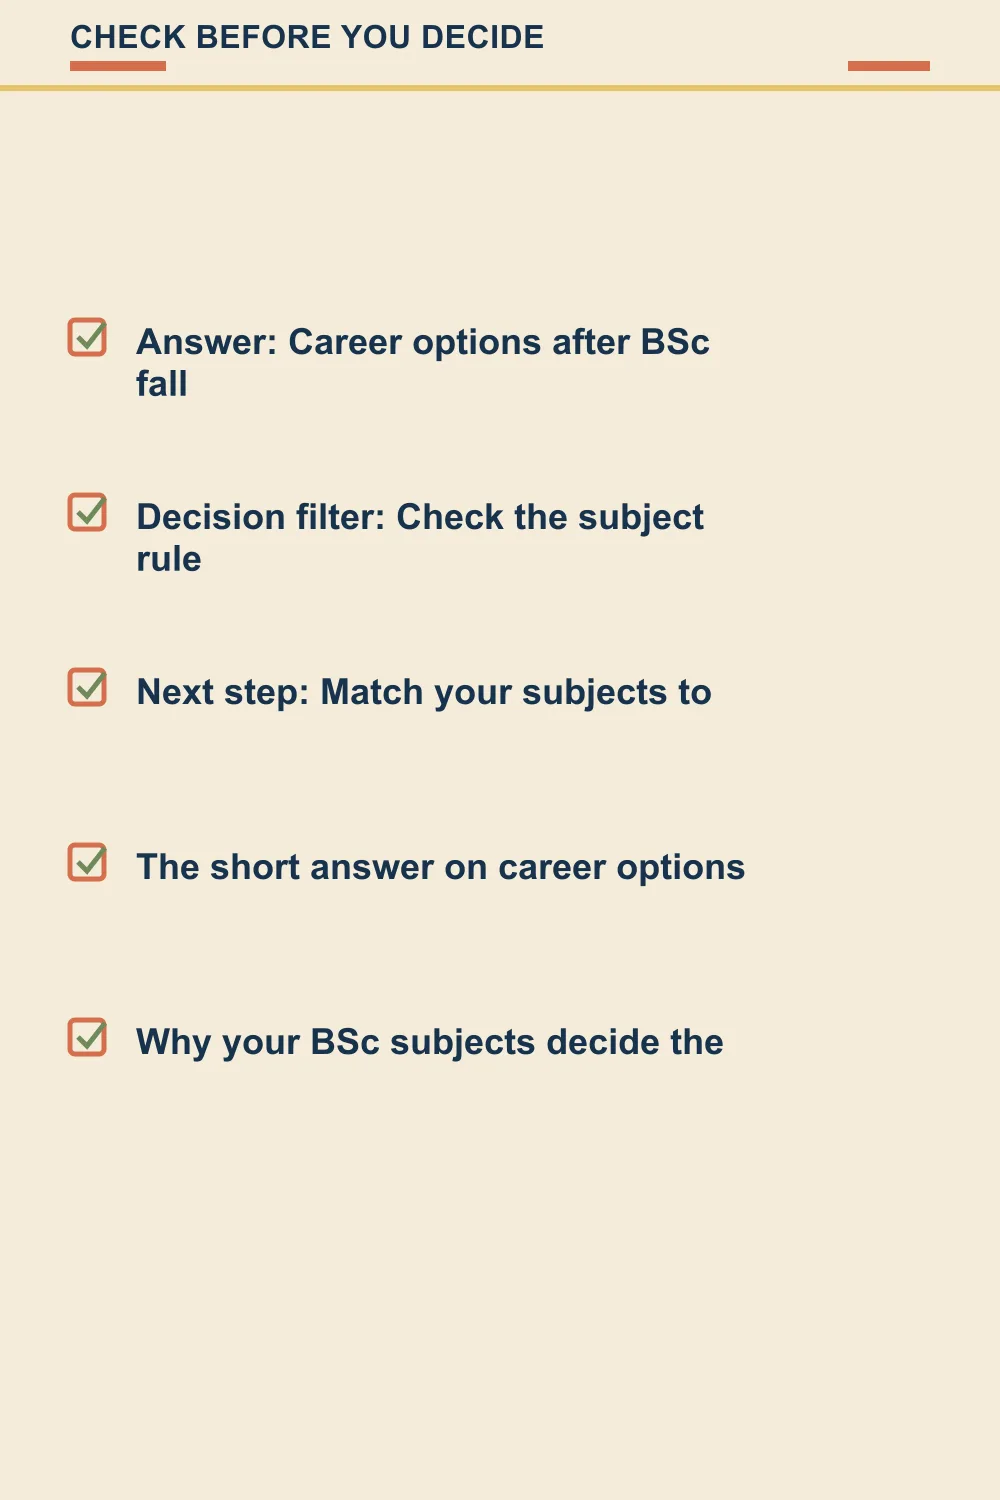 CHECK BEFORE YOU DECIDE
Answer: Career options after BSc
fall
Decision filter: Check the subject
rule
Next step: Match your subjects to
The short answer on career options
Why your BSc subjects decide the